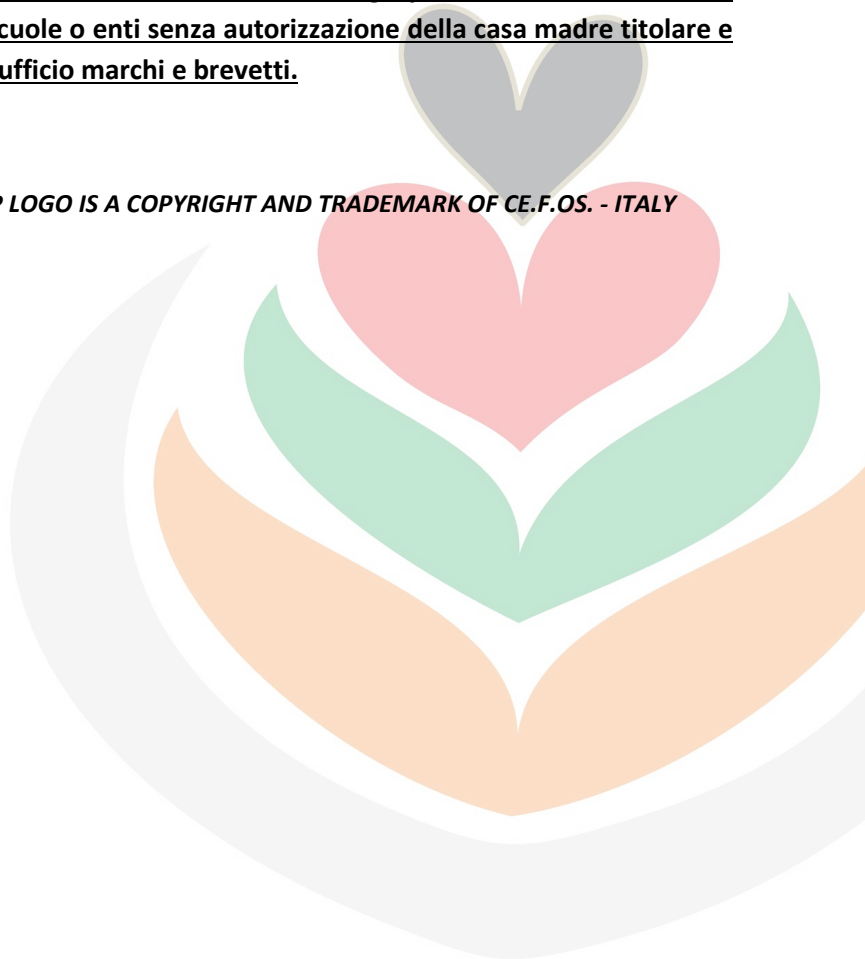 cuole o enti senza autorizzazione della casa madre titolare e
ufficio marchi e brevetti.
P LOGO IS A COPYRIGHT AND TRADEMARK OF CE.F.OS. - ITALY